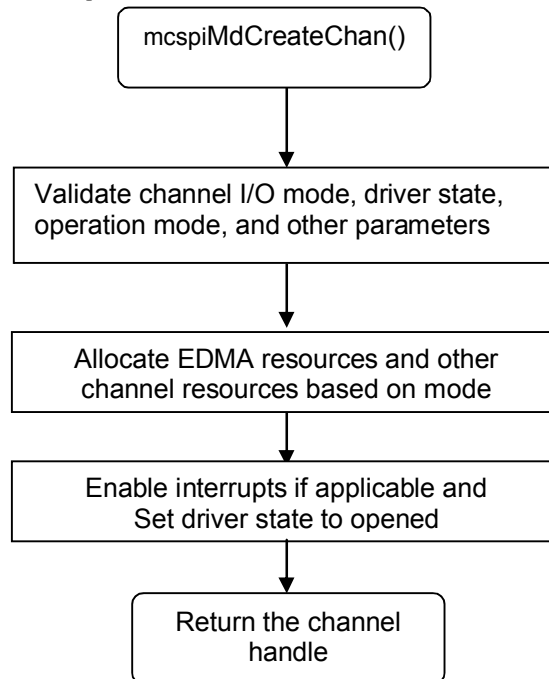 mcspiMdCreateChan()
Validate channel I/O mode, driver state,
operation mode, and other parameters
Allocate EDMA resources and other
channel resources based on mode
Enable interrupts if applicable and
Set driver state to opened
Return the channel
handle